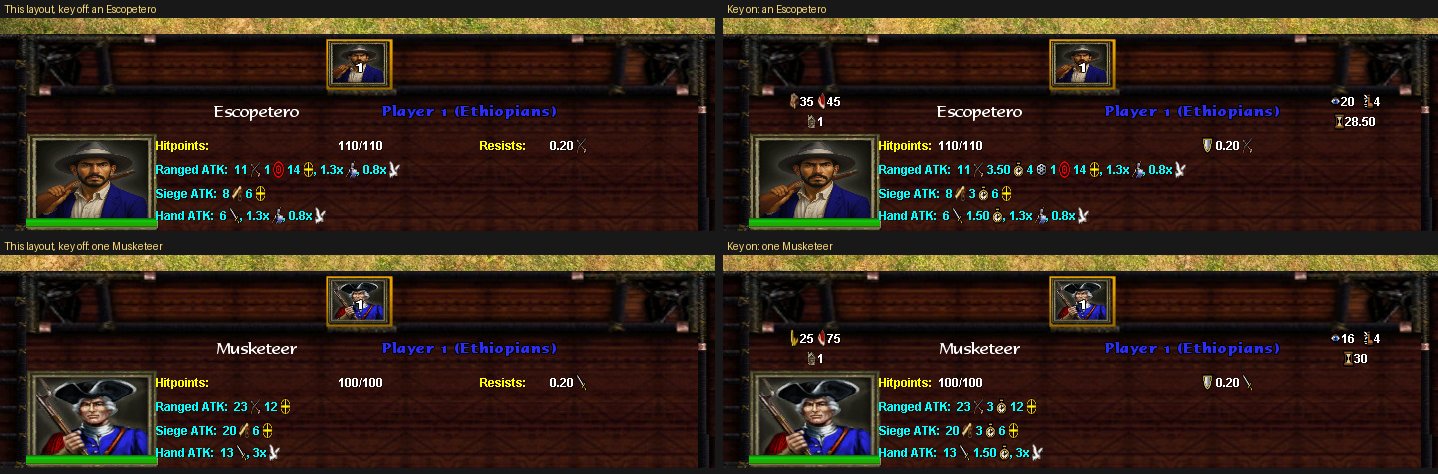 This layout, key off: an Escopetero
1
Escopetero Player 1 (Ethiopians)
Hitpoints: 110/110 Resists: 0.20
Ranged ATK: 11 1 14 , 1.3x 0.8x
Siege ATK: 8 6
Hand ATK: 6 , 1.3x 0.8x
Key on: an Escopetero
1
35 45 20 4
Escopetero Player 1 (Ethiopians)
1 28.50
Hitpoints: 110/110 0.20
Ranged ATK: 11 , 3.50 4 1 14 , 1.3x 0.8x
Siege ATK: 8 3 6
Hand ATK: 6 1.50 , 1.3x 0.8x
This layout, key off: one Musketeer
1
Musketeer Player 1 (Ethiopians)
Hitpoints: 100/100 Resists: 0.20
Ranged ATK: 23 , 12
Siege ATK: 20 6
Hand ATK: 13 , 3x
Key on: one Musketeer
1
25 75 16 4
Musketeer Player 1 (Ethiopians)
1 30
Hitpoints: 100/100 0.20
Ranged ATK: 23 , 3 12
Siege ATK: 20 3 6
Hand ATK: 13 1.50 , 3x